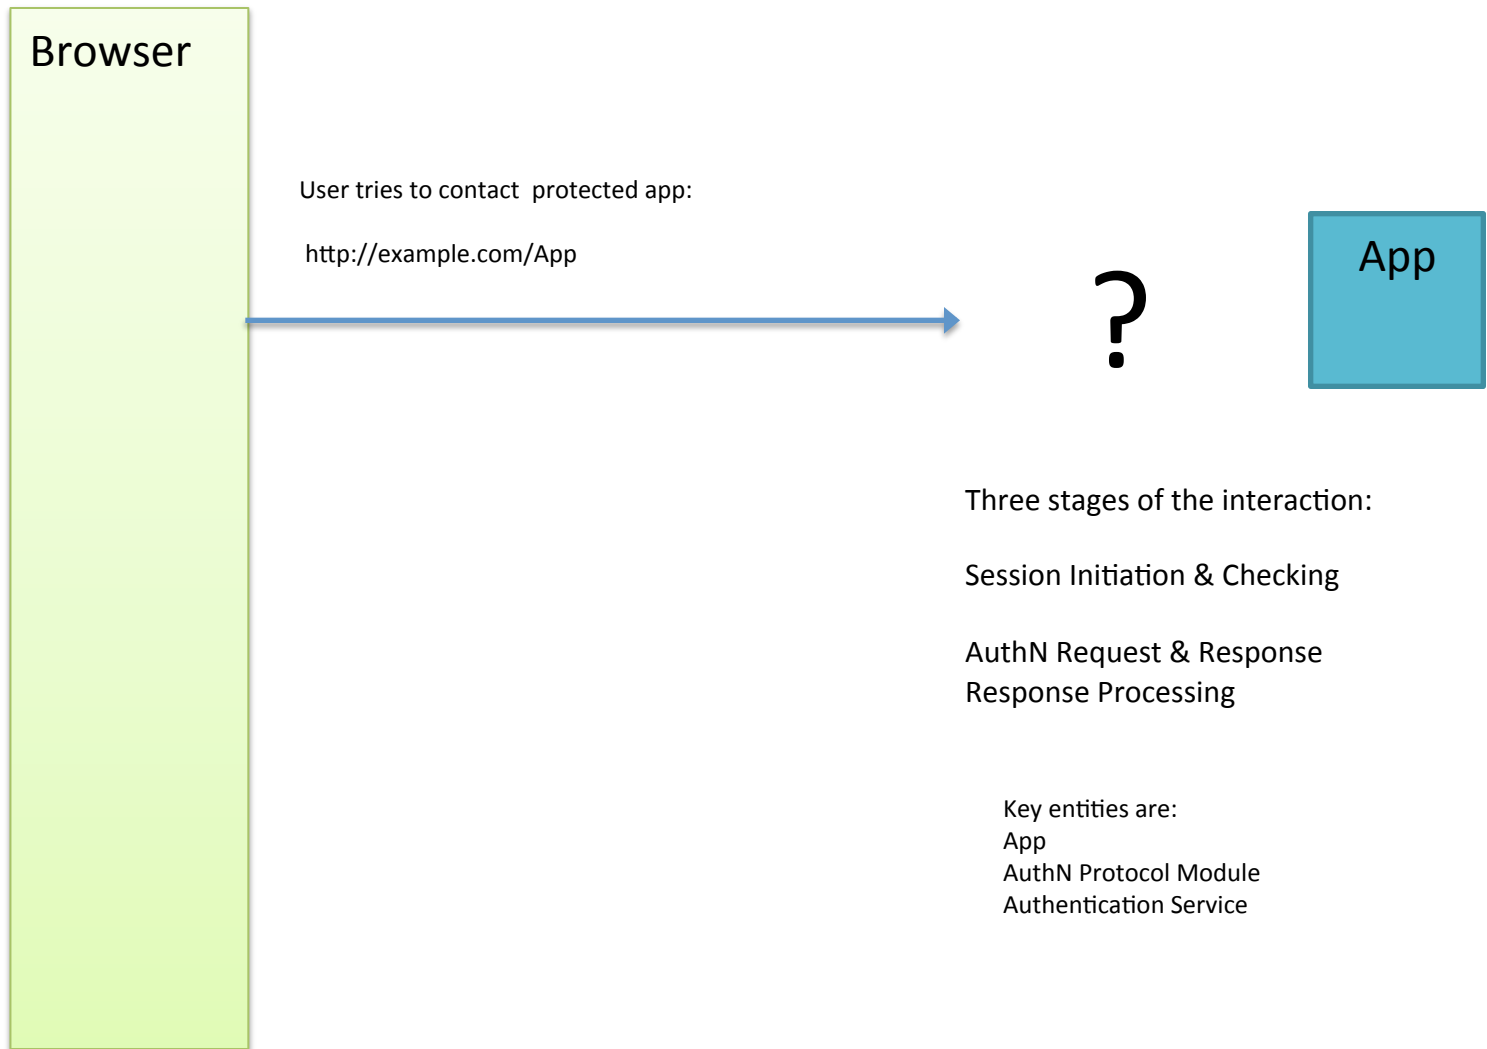 Browser
User tries to contact  protected app:
http://example.com/App
?
App
Three stages of the interaction:
Session Initiation & Checking
AuthN Request & Response
Response Processing
Key entities are:
App
AuthN Protocol Module
Authentication Service